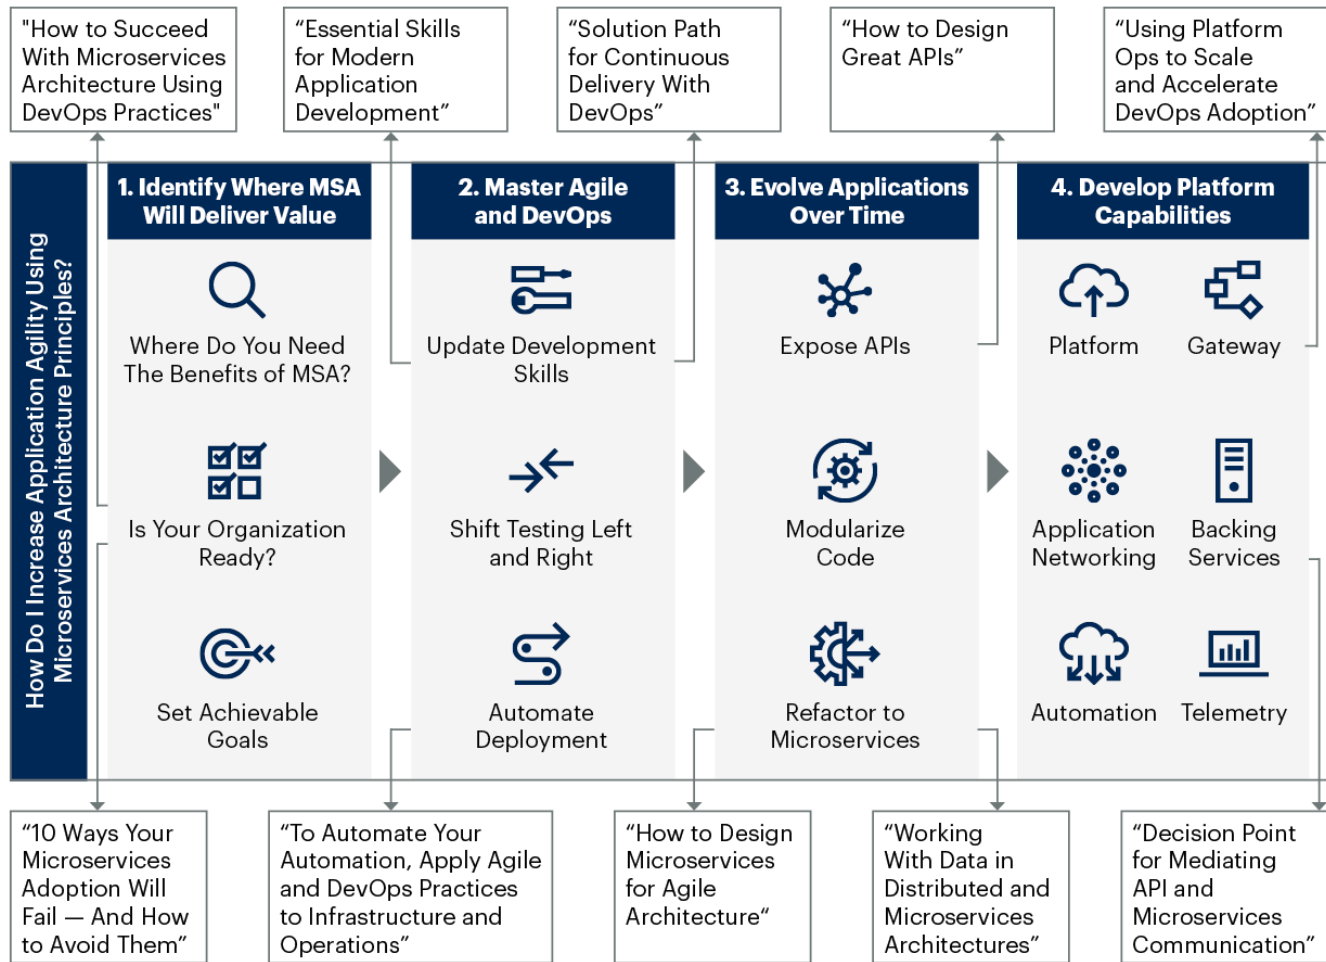 "How to Succeed
With Microservices
Architecture Using
DevOps Practices"
“Essential Skills
for Modern
Application
Development”
“Solution Path
for Continuous
Delivery With
DevOps”
“How to Design
Great APIs”
“Using Platform
Ops to Scale
and Accelerate
DevOps Adoption”
How Do I Increase Application Agility Using
Microservices Architecture Principles?
1. Identify Where MSA
Will Deliver Value
Where Do You Need
The Benefits of MSA?
Is Your Organization
Ready?
Set Achievable
Goals
2. Master Agile
and DevOps
Update Development
Skills
Shift Testing Left
and Right
Automate
Deployment
3. Evolve Applications
Over Time
Expose APIs
Modularize
Code
Refactor to
Microservices
4. Develop Platform
Capabilities
Platform
Gateway
Application
Networking
Backing
Services
Automation
Telemetry
“10 Ways Your
Microservices
Adoption Will
Fail — And How
to Avoid Them”
“To Automate Your
Automation, Apply Agile
and DevOps Practices
to Infrastructure and
Operations”
“How to Design
Microservices
for Agile
Architecture“
“Working
With Data in
Distributed and
Microservices
Architectures”
“Decision Point
for Mediating
API and
Microservices
Communication”